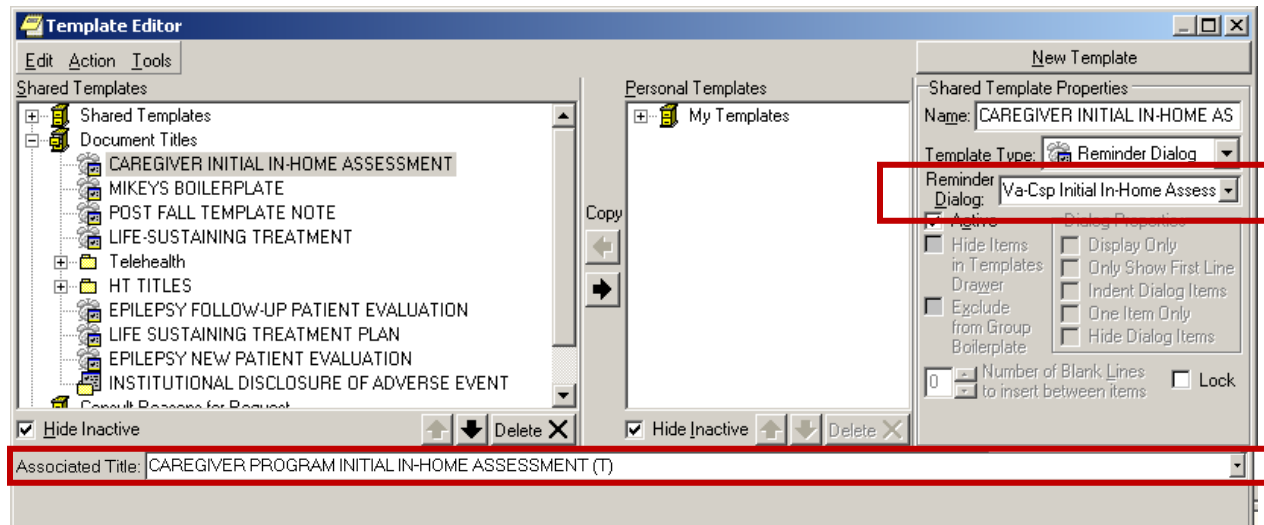 Template Editor
Edit Action Tools
New Template
Shared Templates
Shared Templates
Document Titles
CAREGIVER INITIAL IN-HOME ASSESSMENT
MIKEYS BOILERPLATE
POST FALL TEMPLATE NOTE
LIFE-SUSTAINING TREATMENT
Telehealth
HT TITLES
EPILEPSY FOLLOW-UP PATIENT EVALUATION
LIFE SUSTAINING TREATMENT PLAN
EPILEPSY NEW PATIENT EVALUATION
INSTITUTIONAL DISCLOSURE OF ADVERSE EVENT
Consult Reasons for Request
Hide Inactive
Delete
Copy
Personal Templates
My Templates
Hide Inactive
Delete
Shared Template Properties
Name: CAREGIVER INITIAL IN-HOME AS
Template Type: Reminder Dialog
Reminder
Dialog: Va-Csp Initial In-Home Assess
Active
Hide Items
in Templates
Drawer
Exclude
from Group
Boilerplate
Dialog Properties
Display Only
Only Show First Line
Indent Dialog Items
One Item Only
Hide Dialog Items
0 Number of Blank Lines
to insert between items
Lock
Associated Title: CAREGIVER PROGRAM INITIAL IN-HOME ASSESSMENT (T)